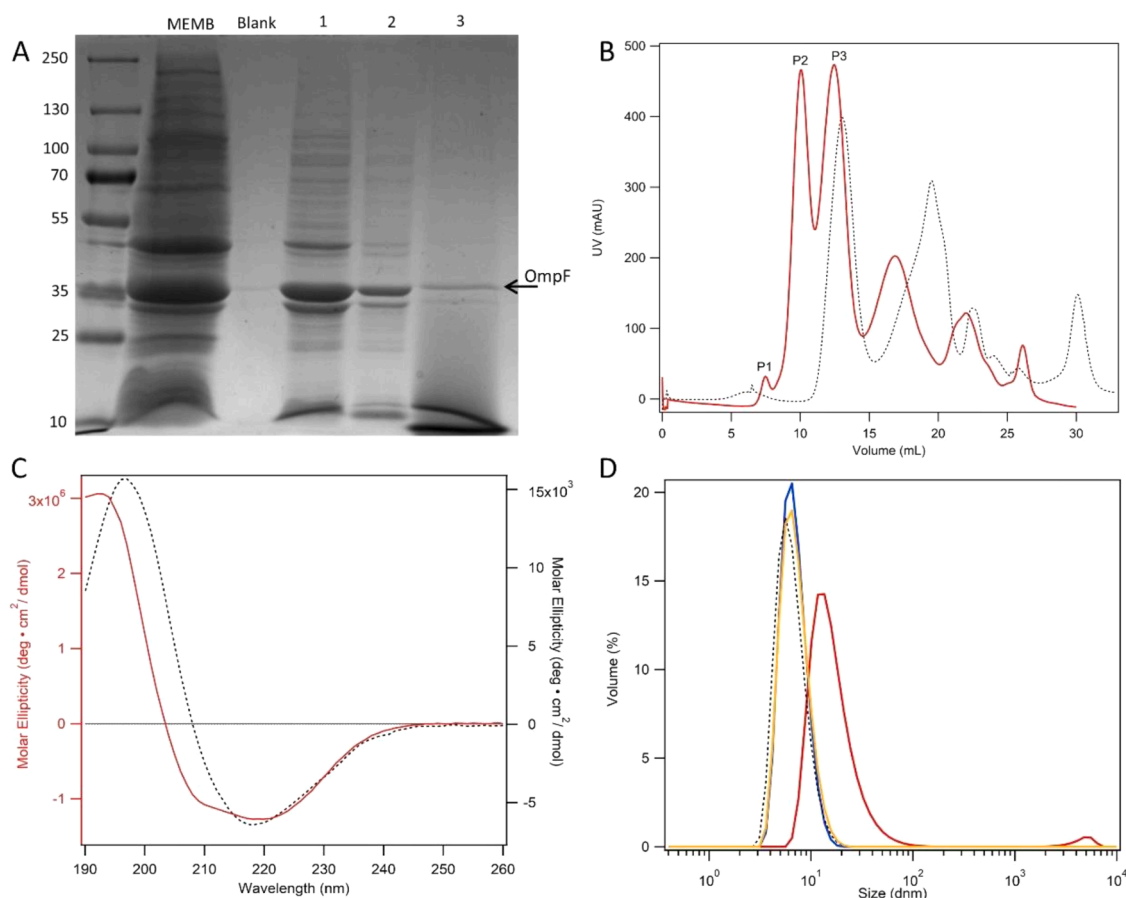 A
MEMB Blank 1 2 3
250
130
100
70
55
35
25
10
OmpF
B
500
400
300
200
100
0
UV (mAU)
P1
P2
P3
0 5 10 15 20 25 30
Volume (mL)
C
3x10⁶
2
1
0
-1
Molar Ellipticity (deg • cm²/ dmol)
15x10³
10
5
0
-5
Molar Ellipticity (deg • cm²/ dmol)
190 200 210 220 230 240 250 260
Wavelength (nm)
D
20
15
10
5
0
Volume (%)
10⁰ 10¹ 10² 10³ 10⁴
Size (dnm)